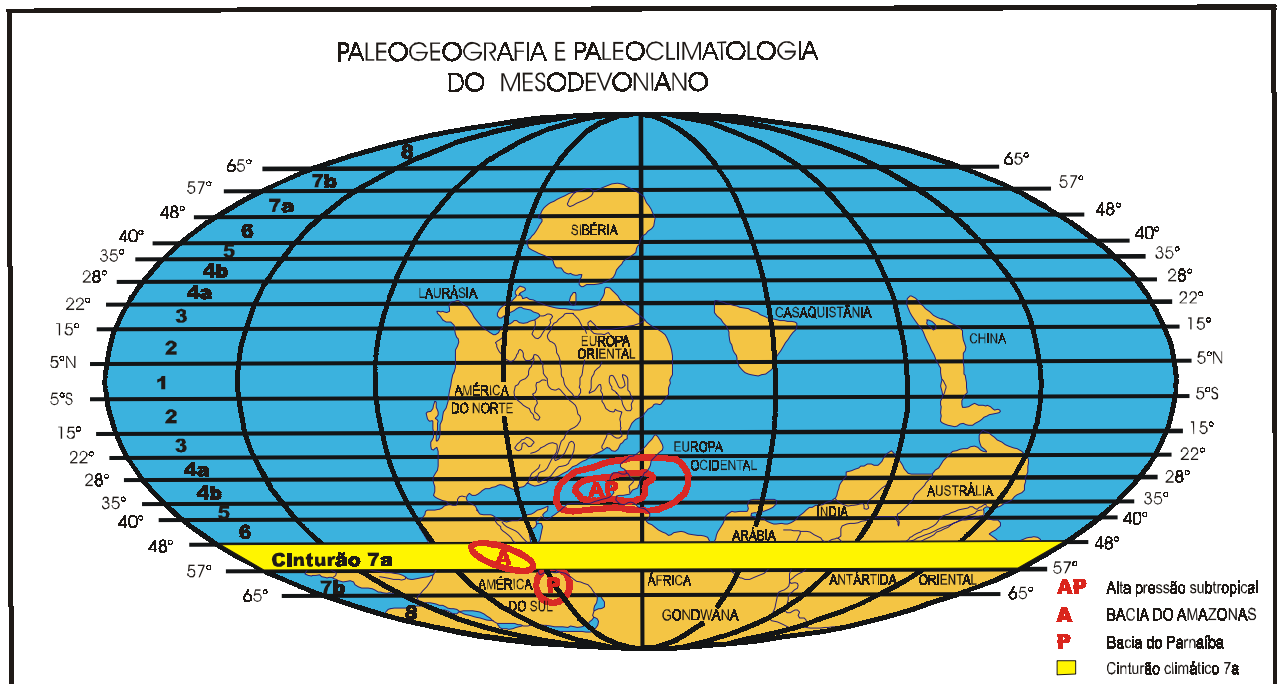 PALEOGEOGRAFIA E PALEOCLIMATOLOGIA
DO MESODEVONIANO
8
65°
65°
7b
57°
57°
7a
48°
48°
6
40°
40°
5
35°
35°
4b
28°
28°
4a
22°
22°
3
15°
15°
2
5°N
5°N
1
5°S
5°S
2
15°
15°
3
22°
22°
4a
28°
28°
4b
35°
35°
5
40°
40°
6
48°
48°
Cinturão 7a
57°
57°
7b
65°
65°
8
SIBÉRIA
LAURÁSIA
CASAQUISTÂNIA
EUROPA
ORIENTAL
CHINA
AMÉRICA
DO NORTE
EUROPA
OCIDENTAL
AP
AUSTRÁLIA
ÍNDIA
ARÁBIA
A
AMÉRICA
DO SUL
P
ÁFRICA
ANTÁRTIDA ORIENTAL
GONDWÂNA
AP Alta pressão subtropical
A BACIA DO AMAZONAS
P Bacia do Parnaíba
Cinturão climático 7a